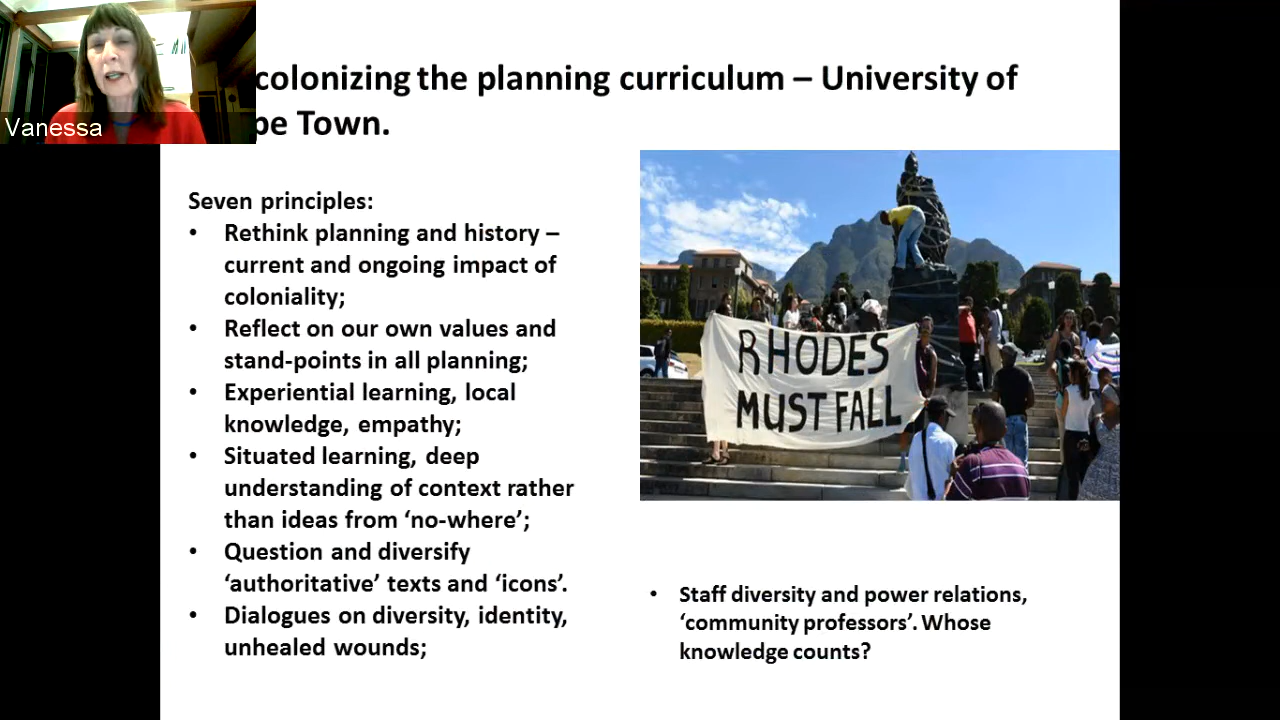 colonizing the planning curriculum – University of
pe Town.
Vanessa
Seven principles:
• Rethink planning and history –
current and ongoing impact of
coloniality;
• Reflect on our own values and
stand-points in all planning;
• Experiential learning, local
knowledge, empathy;
• Situated learning, deep
understanding of context rather
than ideas from ‘no-where’;
• Question and diversify
‘authoritative’ texts and ‘icons’.
• Dialogues on diversity, identity,
unhealed wounds;
RHODES
MUST FALL
• Staff diversity and power relations,
‘community professors’. Whose
knowledge counts?